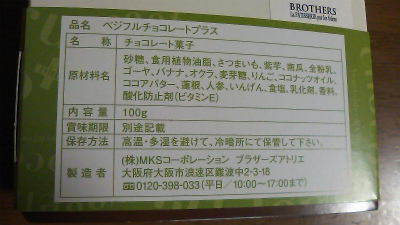 BROTHERS
La PÂTISSERIE pour les frères
品名 ベジフルチョコレートプラス
名 称 チョコレート菓子
原材料名 砂糖、食用植物油脂、さつまいも、紫芋、南瓜、全粉乳、
ゴーヤ、バナナ、オクラ、麦芽糖、りんご、ココナッツオイル、
ココアバター、蓮根、人参、いんげん、食塩、乳化剤、香料、
酸化防止剤(ビタミンE)
内 容 量 100g
賞味期限 別途記載
保存方法 高温・多湿を避けて、冷暗所にて保管して下さい。
製 造 者 (株)MKSコーポレーション ブラザーズアトリエ
大阪府大阪市浪速区難波中2-3-18
0120-398-033(平日/10:00~17:00まで)